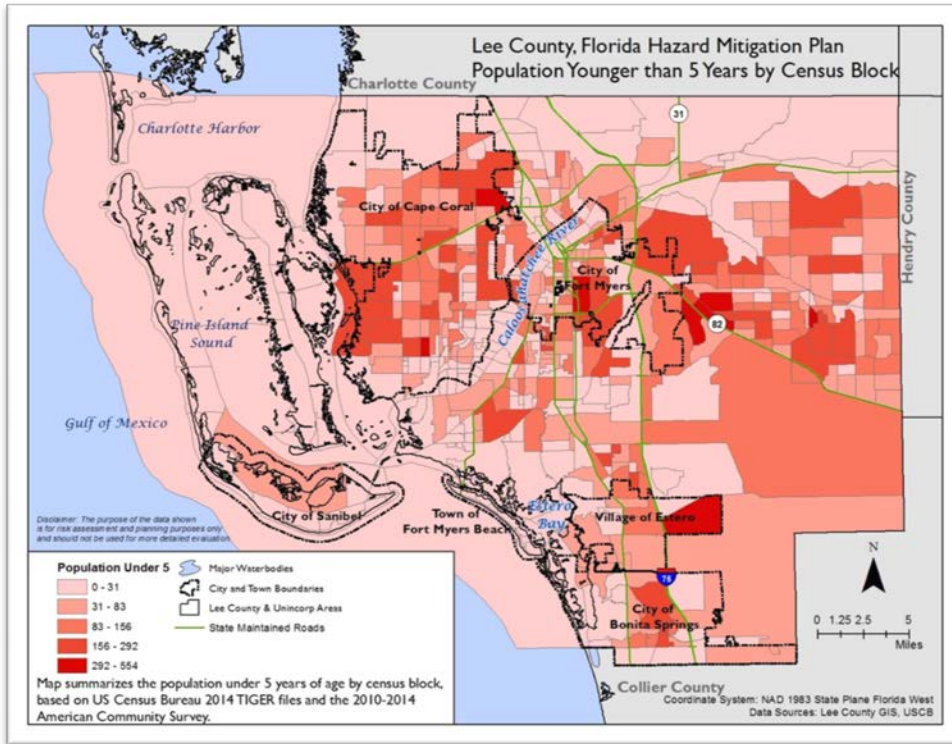 Lee County, Florida Hazard Mitigation Plan
Population Younger than 5 Years by Census Block
Charlotte County
31
Charlotte Harbor
Hendry County
City of Cape Coral
Caloosahatchee River
City of
Fort Myers
82
Pine Island
Sound
Gulf of Mexico
City of Sanibel
Town of
Fort Myers Beach
Estero
Bay
Village of Estero
Disclaimer: The purpose of the data shown
is for risk assessment and planning purposes only
and should not be used for more detailed evaluation
N
75
City of
Bonita Springs
0 1.25 2.5 5
Miles
Population Under 5
0 - 31
31 - 83
83 - 156
156 - 292
292 - 554
Major Waterbodies
City and Town Boundaries
Lee County & Unincorp Areas
State Maintained Roads
Map summarizes the population under 5 years of age by census block,
based on US Census Bureau 2014 TIGER files and the 2010-2014
American Community Survey.
Collier County
Coordinate System: NAD 1983 State Plane Florida West
Data Sources: Lee County GIS, USCB